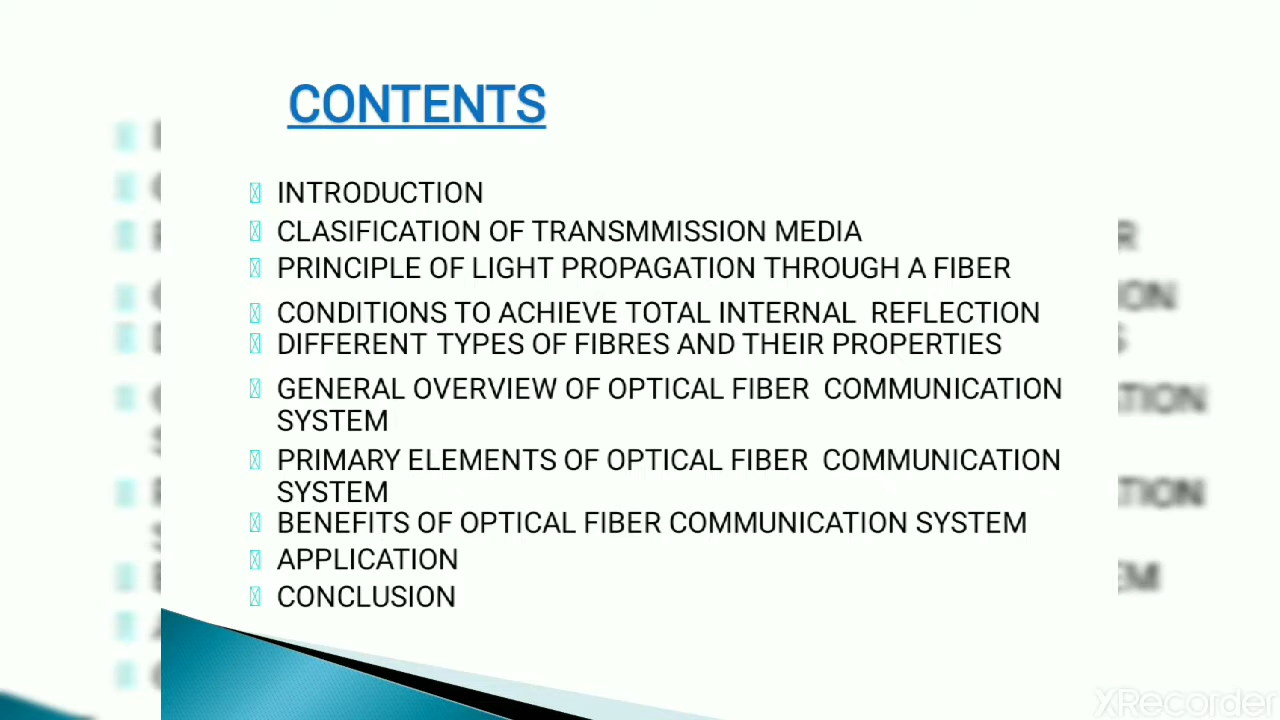 CONTENTS
INTRODUCTION
CLASIFICATION OF TRANSMMISSION MEDIA
PRINCIPLE OF LIGHT PROPAGATION THROUGH A FIBER
CONDITIONS TO ACHIEVE TOTAL INTERNAL REFLECTION
DIFFERENT TYPES OF FIBRES AND THEIR PROPERTIES
GENERAL OVERVIEW OF OPTICAL FIBER COMMUNICATION
SYSTEM
PRIMARY ELEMENTS OF OPTICAL FIBER COMMUNICATION
SYSTEM
BENEFITS OF OPTICAL FIBER COMMUNICATION SYSTEM
APPLICATION
CONCLUSION
XRecorder